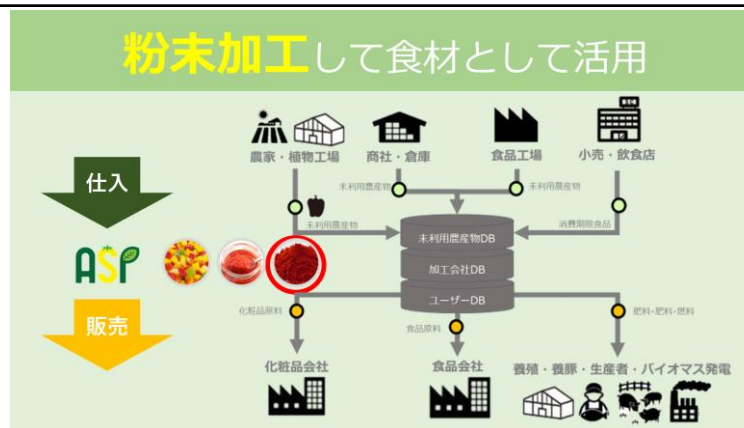 粉末加工して食材として活用
農家・植物工場
商社・倉庫
食品工場
小売・飲食店
仕入
未利用農産物
未利用農産物
未利用農産物
消費期限食品
未利用農産物DB
加工会社DB
ユーザーDB
ASP
販売
化粧品原料
食品原料
肥料・肥料・燃料
化粧品会社
食品会社
養殖・養豚・生産者・バイオマス発電